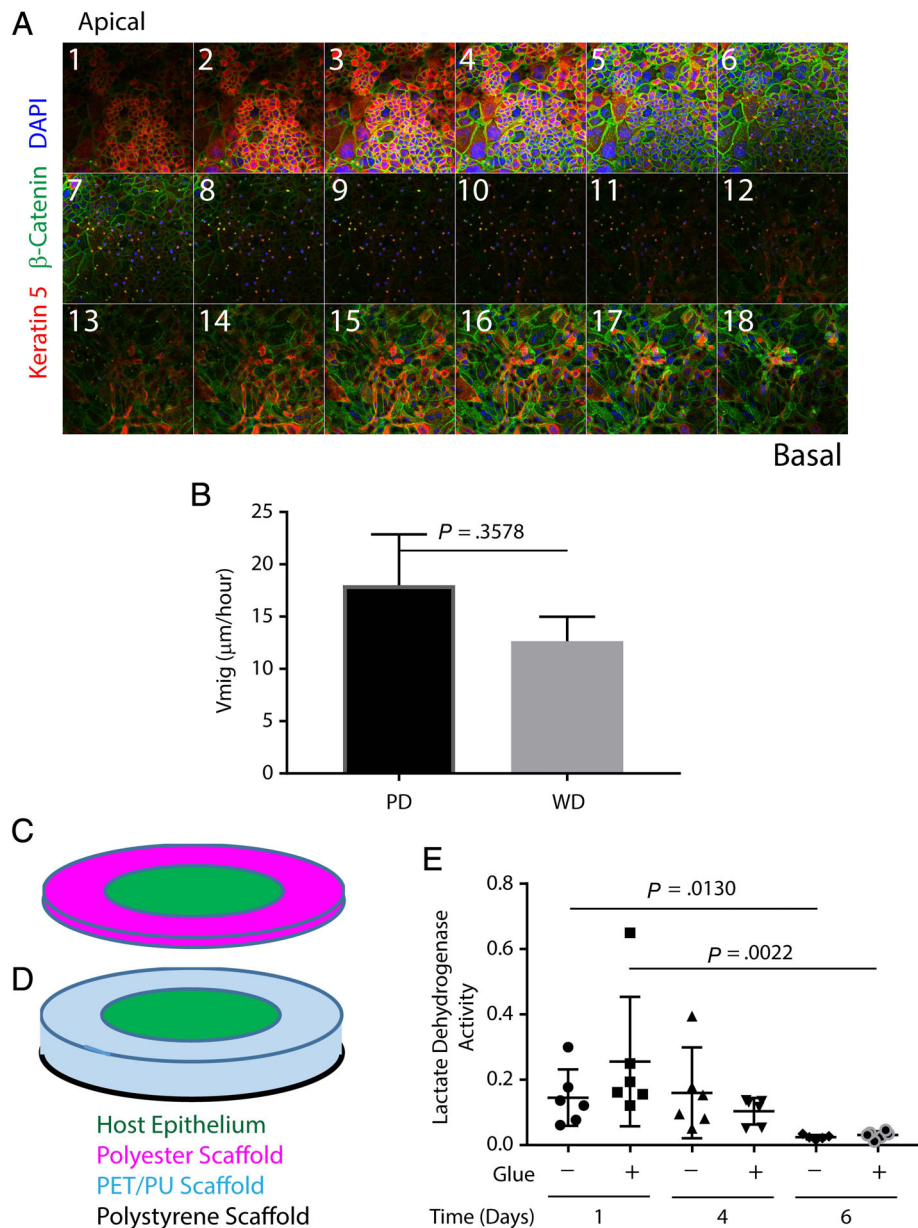 A
Apical
Keratin 5 β-Catenin DAPI
1 2 3 4 5 6
7 8 9 10 11 12
13 14 15 16 17 18
Basal
B
25
20
15
10
5
0
Vmig (μm/hour)
P = .3578
PD WD
C
D
Host Epithelium
Polyester Scaffold
PET/PU Scaffold
Polystyrene Scaffold
E
0.8
0.6
0.4
0.2
0.0
Lactate Dehydrogenase
Activity
P = .0130
P = .0022
Glue − + − + − +
Time (Days) 1 4 6